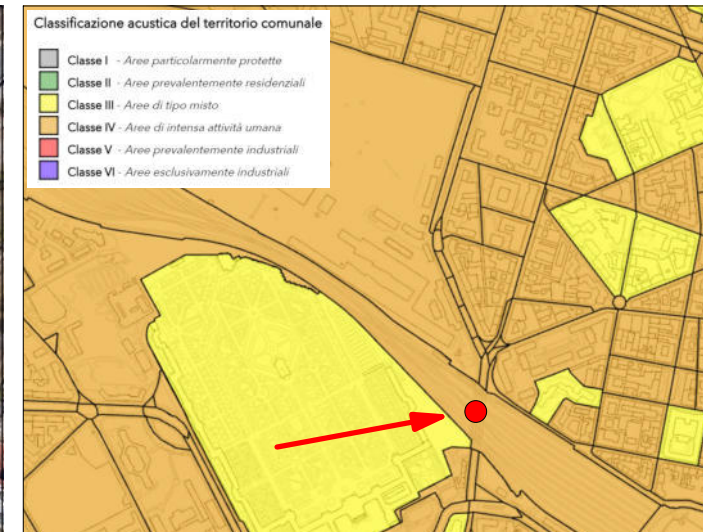 Classificazione acustica del territorio comunale
Classe I - Aree particolarmente protette
Classe II - Aree prevalentemente residenziali
Classe III - Aree di tipo misto
Classe IV - Aree di intensa attività umana
Classe V - Aree prevalentemente industriali
Classe VI - Aree esclusivamente industriali